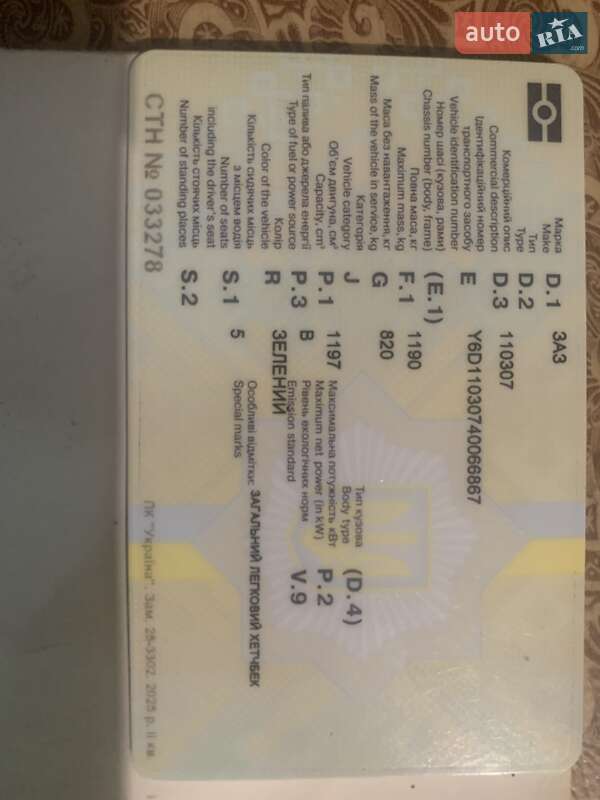 auto RIA.com
Марка
Make D.1 ЗАЗ
Тип
Type D.2 110307
Комерційний опис
Commercial description D.3
Ідентифікаційний номер
транспортного засобу
Vehicle identification number E Y6D11030740066867
Номер шасі (кузова, рами)
Chassis number (body, frame) (E.1)
Повна маса, кг
Maximum mass, kg F.1 1190
Маса без навантаження, кг
Mass of the vehicle in service, kg G 820
Категорія
Vehicle category J
Тип кузова
Body type (D.4)
Об'єм двигуна, см³
Capacity, cm³ P.1 1197
Максимальна потужність кВт
Maximum net power (in kW) P.2
Тип палива або джерела енергії
Type of fuel or power source P.3 B
Рівень екологічних норм
Emission standard V.9
Колір
Color of the vehicle R ЗЕЛЕНИЙ
Кількість сидячих місць
з місцем водія
Number of seats
including the driver's seat S.1 5
Особливі відмітки: ЗАГАЛЬНИЙ ЛЕГКОВИЙ ХЕТЧБЕК
Special marks
Кількість стоячих місць
Number of standing places S.2
СТН № 033278
ПК "Україна". Зам. 25-3302. 2025 р. II кв.